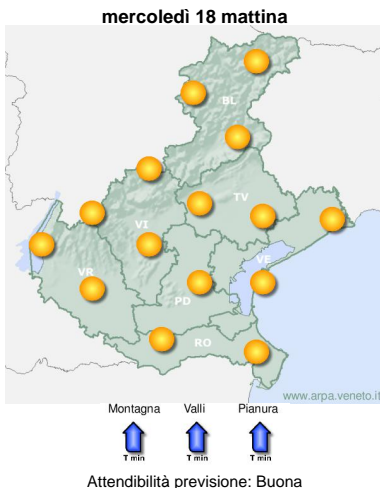 mercoledì 18 mattina
BL
TV
VI
VE
VR
PD
RO
www.arpa.veneto.it
Montagna Valli Pianura
T min T min T min
Attendibilità previsione: Buona